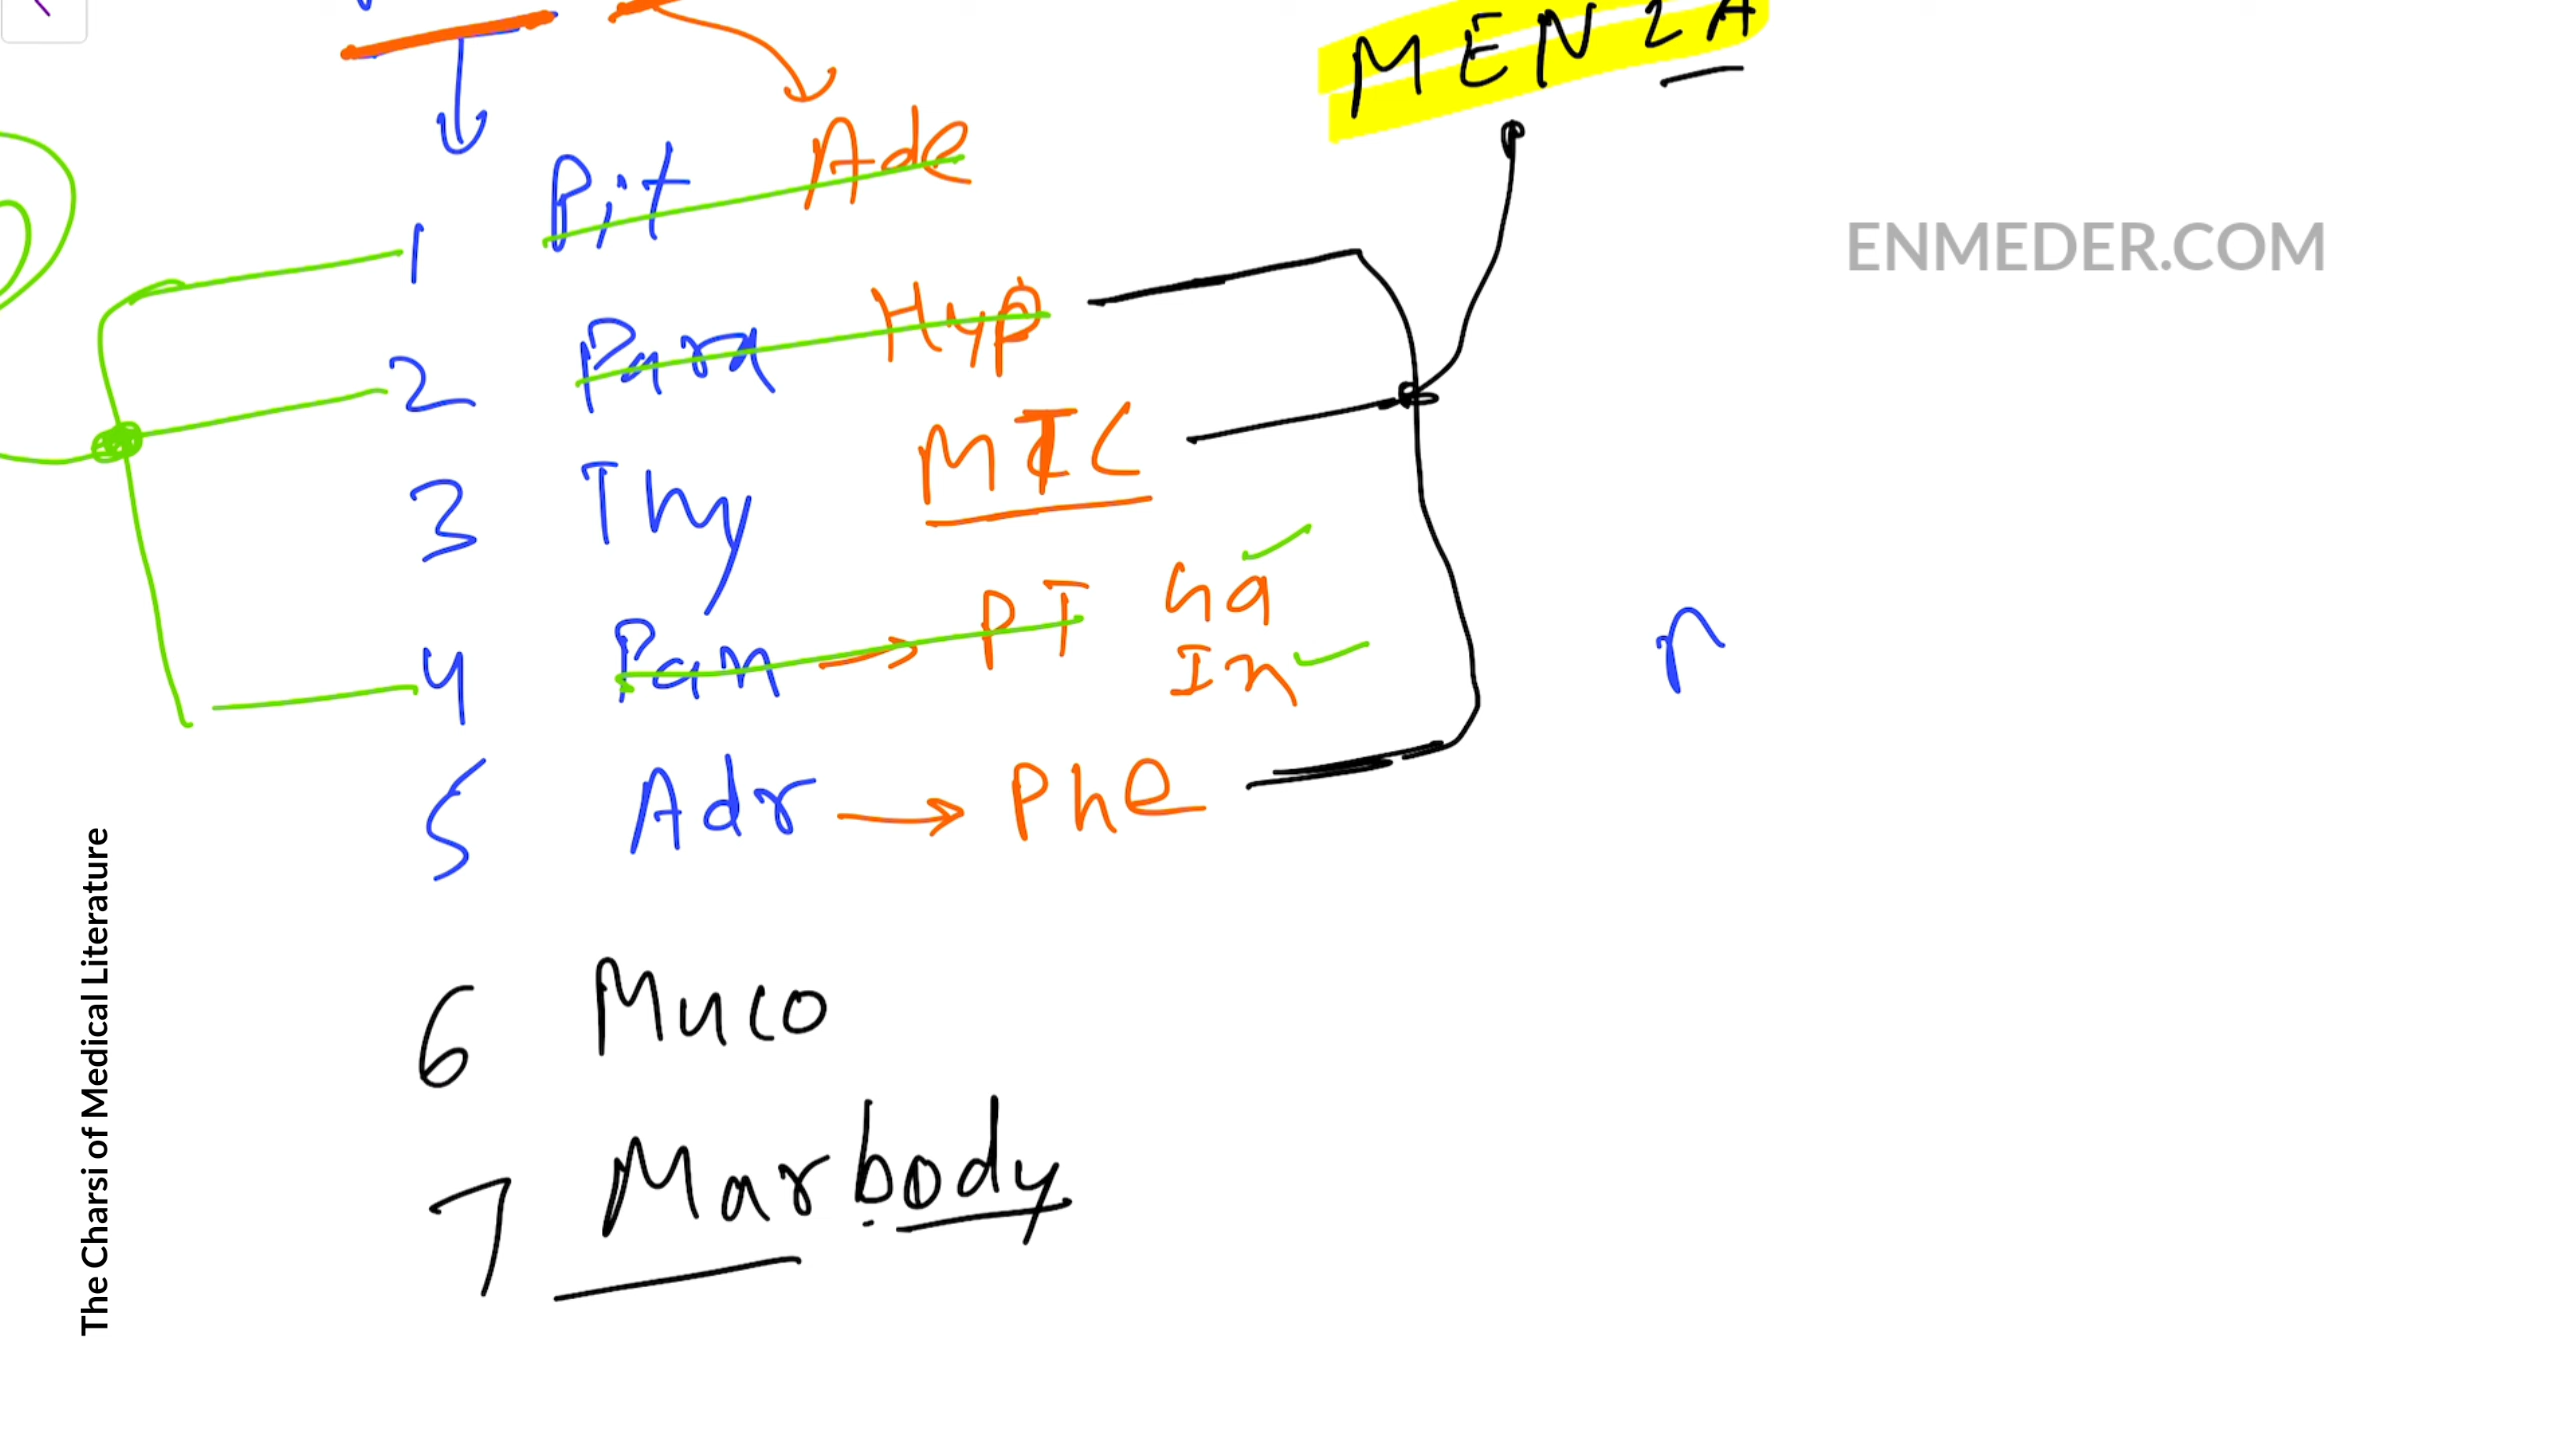 MEN 2A
Pit Ade
1
ENMEDER.COM
2 Para Hyp
MTC
3 Thy
Ga
4 Pan → PT In
r
5 Adr → Phe
6 Muco
7 Marbody
The Charsi of Medical Literature